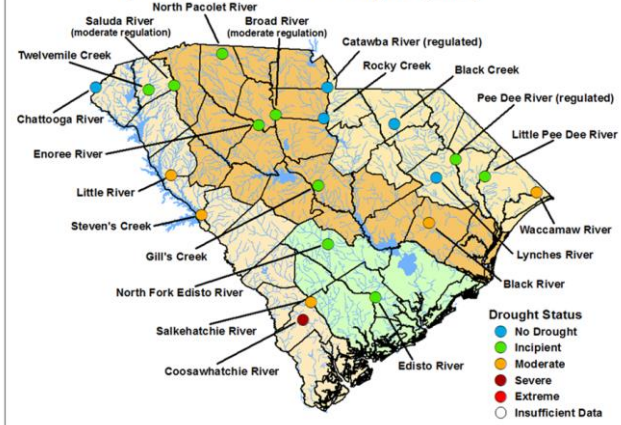 North Pacolet River
Saluda River
(moderate regulation)
Broad River
(moderate regulation)
Catawba River (regulated)
Twelvemile Creek
Rocky Creek
Black Creek
Pee Dee River (regulated)
Chattooga River
Little Pee Dee River
Enoree River
Little River
Steven's Creek
Waccamaw River
Gill's Creek
Lynches River
Black River
North Fork Edisto River
Salkehatchie River
Edisto River
Coosawhatchie River
Drought Status
No Drought
Incipient
Moderate
Severe
Extreme
Insufficient Data